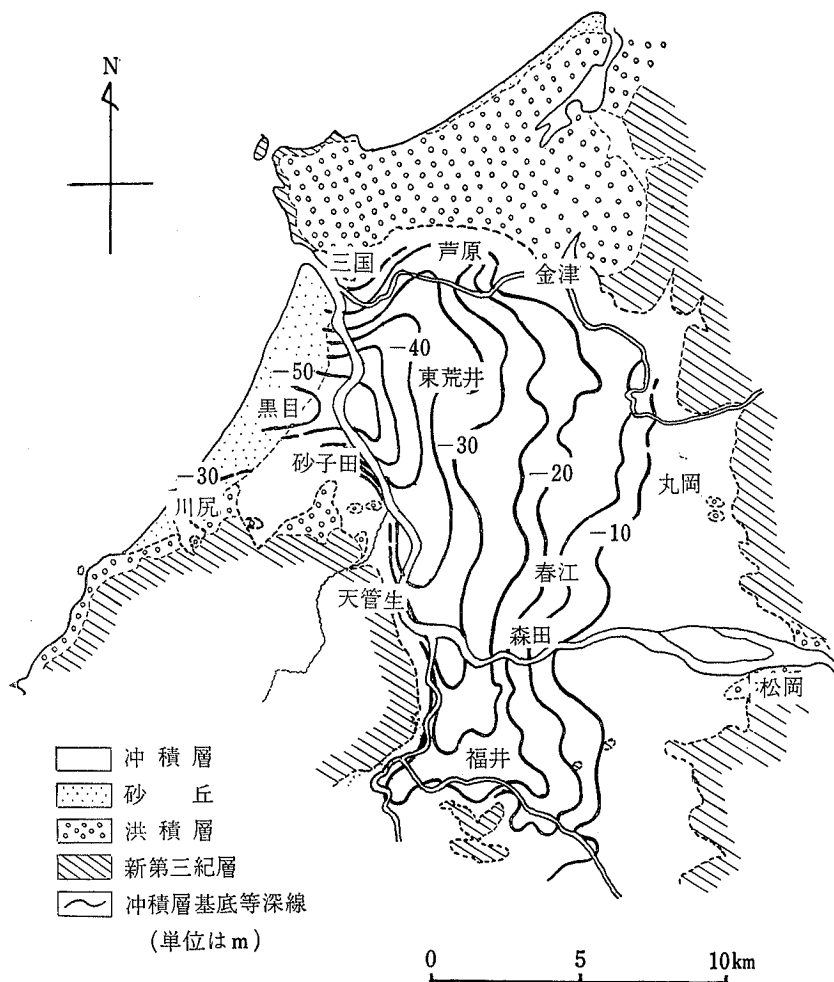 N
三国
芦原
金津
−40
−50
東荒井
黒目
−30
砂子田
−20
−30
丸岡
川尻
−10
春江
天管生
森田
松岡
福井
冲積層
砂丘
洪積層
新第三紀層
冲積層基底等深線
(単位はm)
0 5 10km